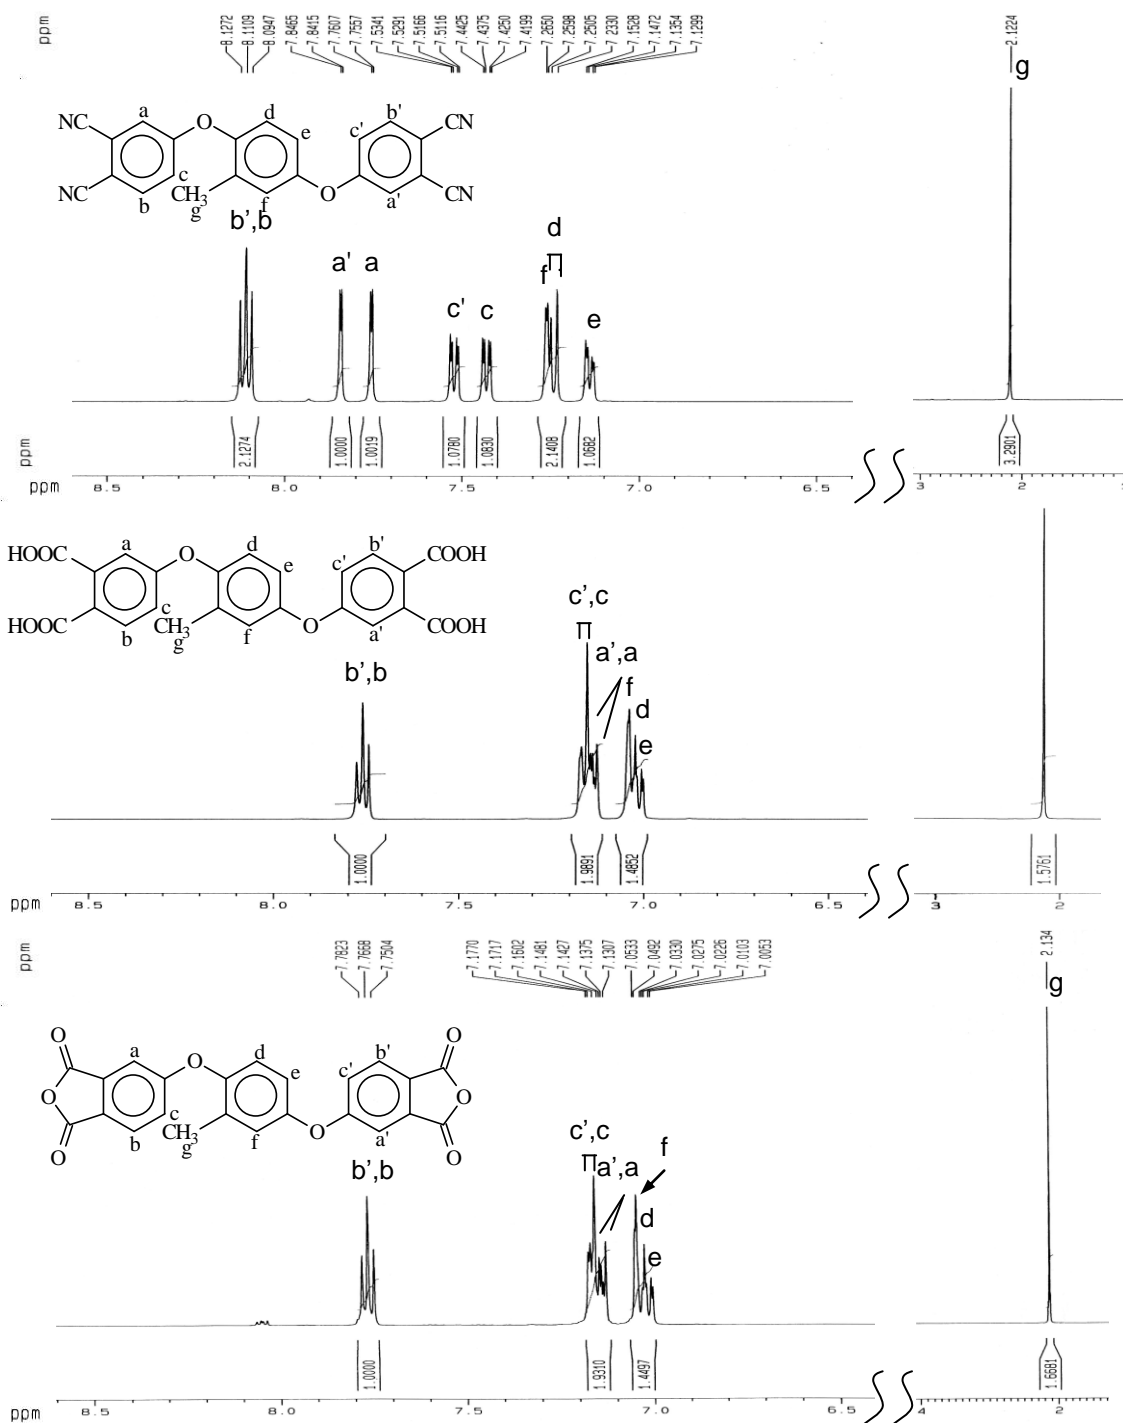 ppm
8.1272
8.1109
8.0947
7.8465
7.8415
7.7607
7.7557
7.5341
7.5291
7.5166
7.5116
7.4425
7.4375
7.4250
7.4199
7.2650
7.2598
7.2505
7.2330
7.1528
7.1472
7.1354
7.1299
2.1224
g
NC a O d b' CN
c' e
NC c CH3 O CN
b g f a'
b',b
a' a c' c f d e
ppm
2.1274 1.0000 1.0019 1.0780 1.0830 2.1408 1.0682 3.2901
ppm 8.5 8.0 7.5 7.0 6.5 3 2
HOOC a O d b' COOH
c' e
HOOC c CH3 O COOH
b g f a'
b',b
c',c
a',a
f
d
e
1.0000 1.9891 1.4852 1.5761
ppm 8.5 8.0 7.5 7.0 6.5 3 2
ppm
7.7823
7.7668
7.7504
7.1770
7.1717
7.1602
7.1481
7.1427
7.1375
7.1307
7.0533
7.0492
7.0330
7.0275
7.0226
7.0103
7.0053
2.134
g
O a O d b' O
O c' e O
O c CH3 O O
b g f a'
b',b
c',c
a',a
f
d
e
1.0000 1.9310 1.4497 1.6681
ppm 8.5 8.0 7.5 7.0 6.5 4 2